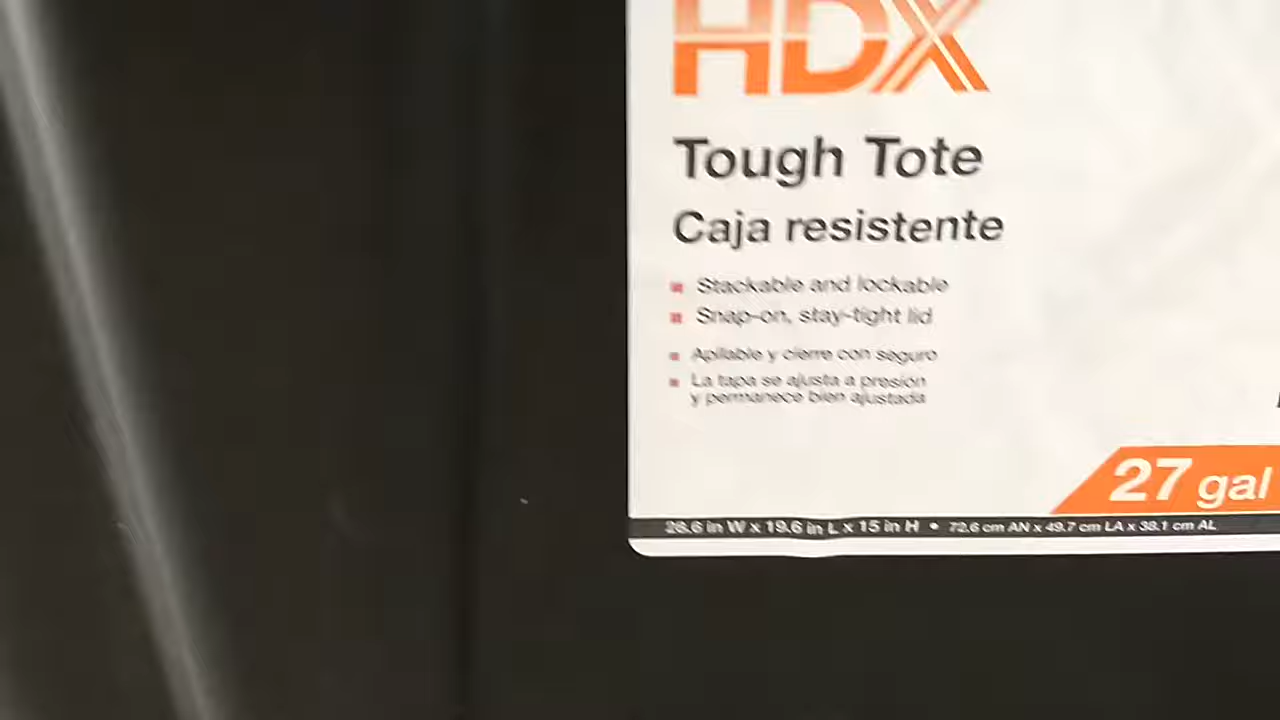 HDX
Tough Tote
Caja resistente
Stackable and lockable
Snap-on, stay-tight lid
Apilable y cierre con seguro
La tapa se ajusta a presión
y permanece bien ajustada
27 gal
28.6 in W x 19.6 in L x 15 in H • 72.6 cm AN x 49.7 cm LA x 38.1 cm AL